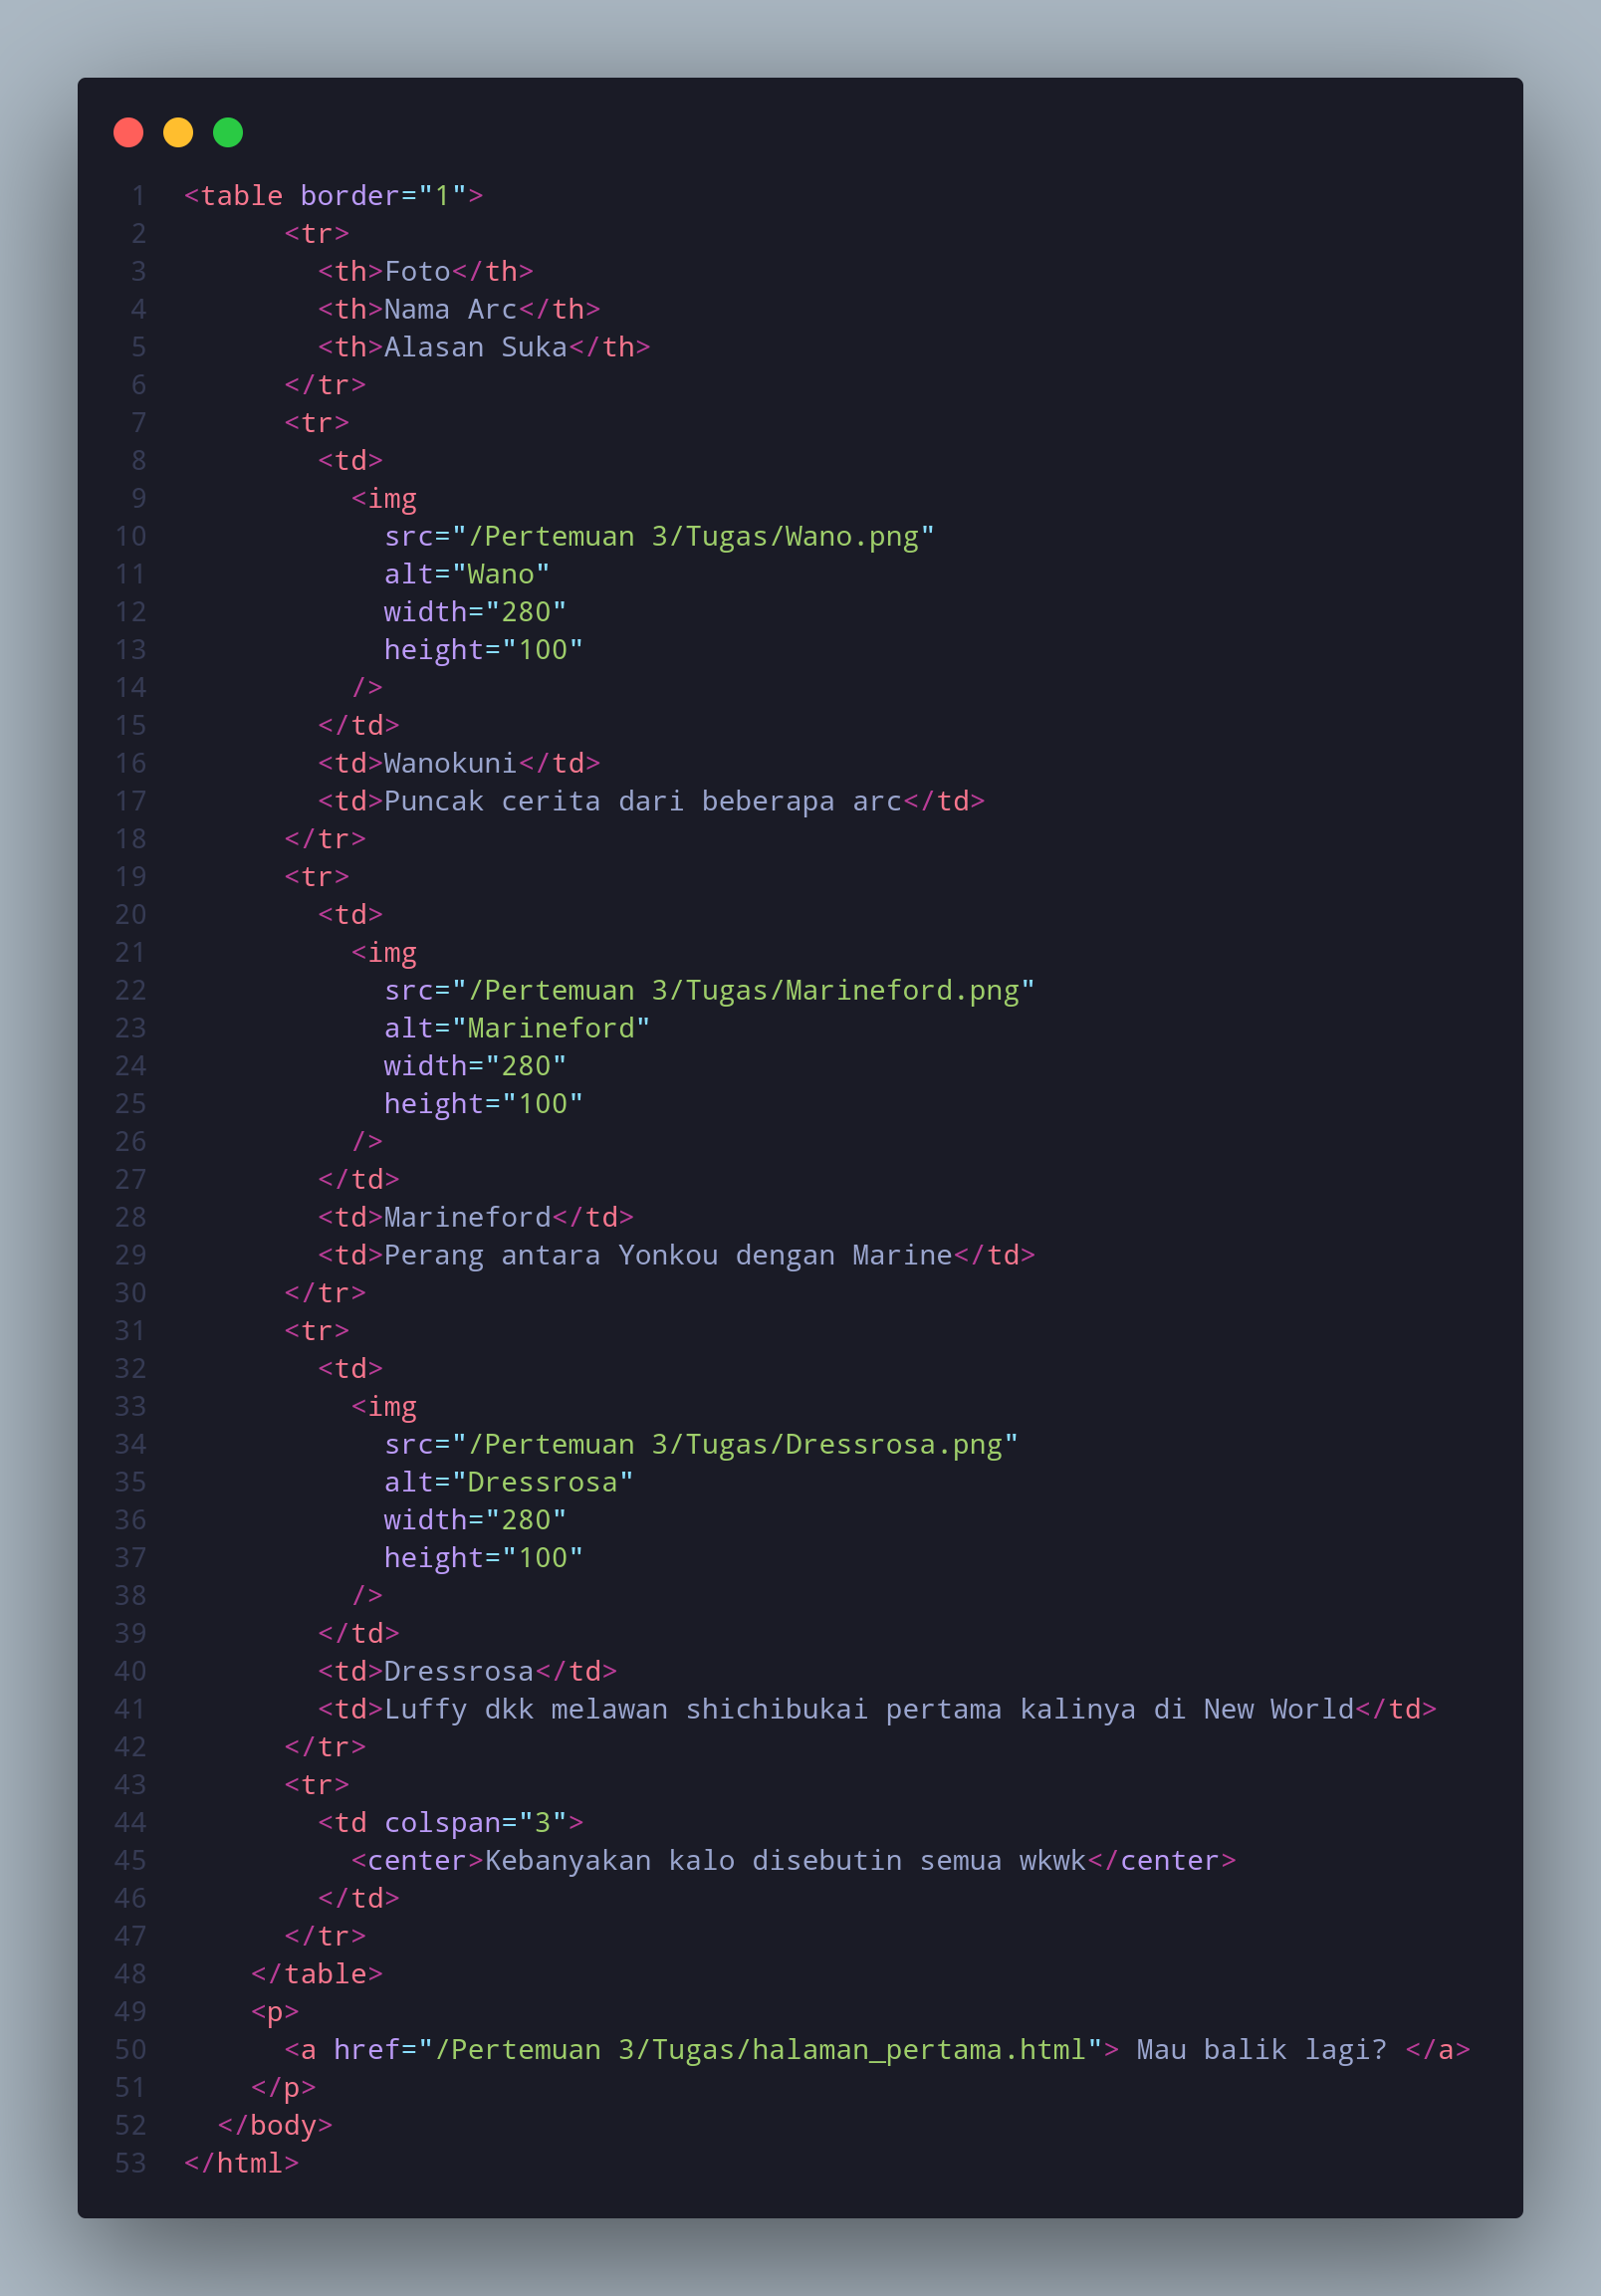 1 <table border="1">
2 <tr>
3 <th>Foto</th>
4 <th>Nama Arc</th>
5 <th>Alasan Suka</th>
6 </tr>
7 <tr>
8 <td>
9 <img
10 src="/Pertemuan 3/Tugas/Wano.png"
11 alt="Wano"
12 width="280"
13 height="100"
14 />
15 </td>
16 <td>Wanokuni</td>
17 <td>Puncak cerita dari beberapa arc</td>
18 </tr>
19 <tr>
20 <td>
21 <img
22 src="/Pertemuan 3/Tugas/Marineford.png"
23 alt="Marineford"
24 width="280"
25 height="100"
26 />
27 </td>
28 <td>Marineford</td>
29 <td>Perang antara Yonkou dengan Marine</td>
30 </tr>
31 <tr>
32 <td>
33 <img
34 src="/Pertemuan 3/Tugas/Dressrosa.png"
35 alt="Dressrosa"
36 width="280"
37 height="100"
38 />
39 </td>
40 <td>Dressrosa</td>
41 <td>Luffy dkk melawan shichibukai pertama kalinya di New World</td>
42 </tr>
43 <tr>
44 <td colspan="3">
45 <center>Kebanyakan kalo disebutin semua wkwk</center>
46 </td>
47 </tr>
48 </table>
49 <p>
50 <a href="/Pertemuan 3/Tugas/halaman_pertama.html"> Mau balik lagi? </a>
51 </p>
52 </body>
53 </html>